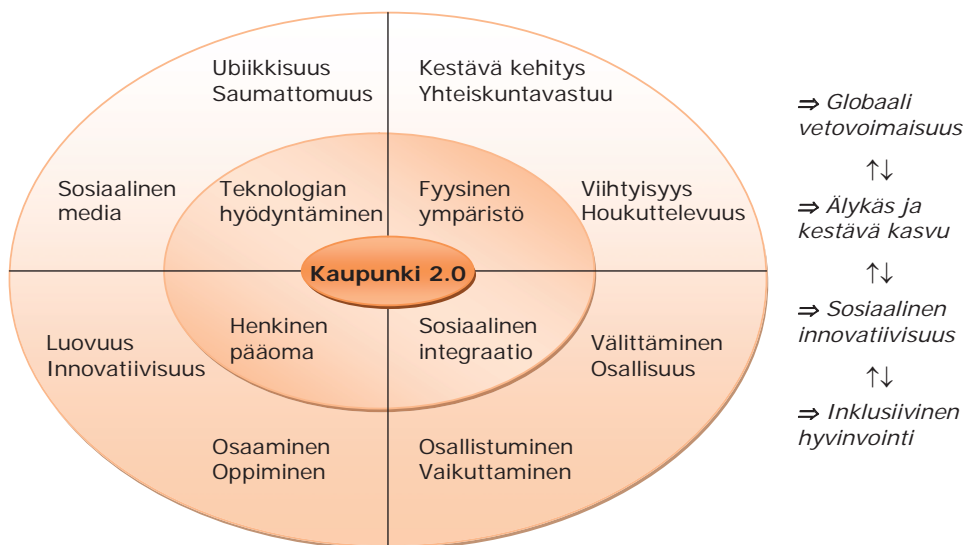 Ubiikkisuus
Saumattomuus
Kestävä kehitys
Yhteiskuntavastuu
Sosiaalinen
media
Teknologian
hyödyntäminen
Fyysinen
ympäristö
Viihtyisyys
Houkuttelevuus
Kaupunki 2.0
Luovuus
Innovatiivisuus
Henkinen
pääoma
Sosiaalinen
integraatio
Välittäminen
Osallisuus
Osaaminen
Oppiminen
Osallistuminen
Vaikuttaminen
⇒ Globaali
vetovoimaisuus
↑↓
⇒ Älykäs ja
kestävä kasvu
↑↓
⇒ Sosiaalinen
innovatiivisuus
↑↓
⇒ Inklusiivinen
hyvinvointi